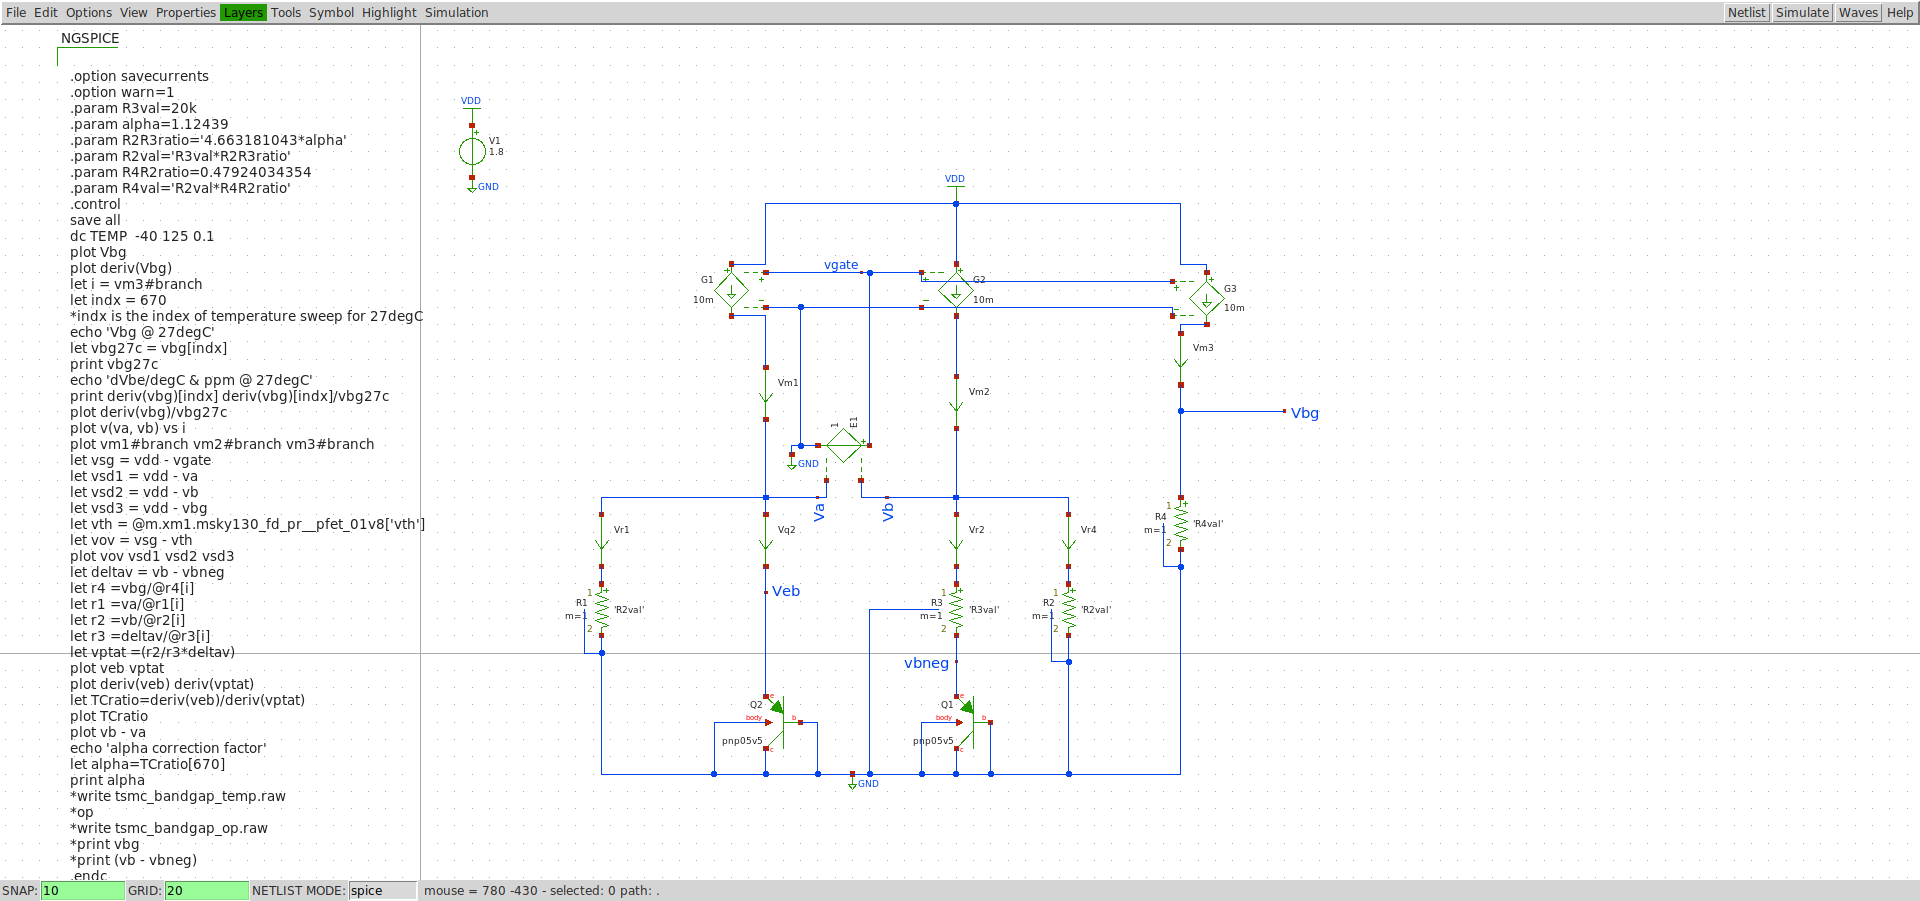 File Edit Options View Properties Layers Tools Symbol Highlight Simulation Netlist Simulate Waves Help
NGSPICE
.option savecurrents
.option warn=1
.param R3val=20k
.param alpha=1.12439
.param R2R3ratio='4.663181043*alpha'
.param R2val='R3val*R2R3ratio'
.param R4R2ratio=0.47924034354
.param R4val='R2val*R4R2ratio'
.control
save all
dc TEMP -40 125 0.1
plot Vbg
plot deriv(Vbg)
let i = vm3#branch
let indx = 670
*indx is the index of temperature sweep for 27degC
echo 'Vbg @ 27degC'
let vbg27c = vbg[indx]
print vbg27c
echo 'dVbe/degC & ppm @ 27degC'
print deriv(vbg)[indx] deriv(vbg)[indx]/vbg27c
plot deriv(vbg)/vbg27c
plot v(va, vb) vs i
plot vm1#branch vm2#branch vm3#branch
let vsg = vdd - vgate
let vsd1 = vdd - va
let vsd2 = vdd - vb
let vsd3 = vdd - vbg
let vth = @m.xm1.msky130_fd_pr__pfet_01v8['vth']
let vov = vsg - vth
plot vov vsd1 vsd2 vsd3
let deltav = vb - vbneg
let r4 =vbg/@r4[i]
let r1 =va/@r1[i]
let r2 =vb/@r2[i]
let r3 =deltav/@r3[i]
let vptat =(r2/r3*deltav)
plot veb vptat
plot deriv(veb) deriv(vptat)
let TCratio=deriv(veb)/deriv(vptat)
plot TCratio
plot vb - va
echo 'alpha correction factor'
let alpha=TCratio[670]
print alpha
*write tsmc_bandgap_temp.raw
*op
*write tsmc_bandgap_op.raw
*print vbg
*print (vb - vbneg)
.endc
VDD
+
V1
1.8
GND
VDD
G1
10m
+
+
-
vgate
G2
10m
+
+
-
G3
10m
+
+
-
Vm1
Vm2
Vm3
Vbg
1
E1
+
GND
Va
Vb
Vr1
Vq2
Vr2
Vr4
1
+
R4
'R4val'
m=1
2
Veb
1
+
R1
'R2val'
m=1
2
1
+
R3
'R3val'
m=1
2
1
+
R2
'R2val'
m=1
2
vbneg
e
Q2
body
b
pnp05v5
c
e
Q1
body
b
pnp05v5
c
GND
SNAP: 10 GRID: 20 NETLIST MODE: spice mouse = 780 -430 - selected: 0 path: .